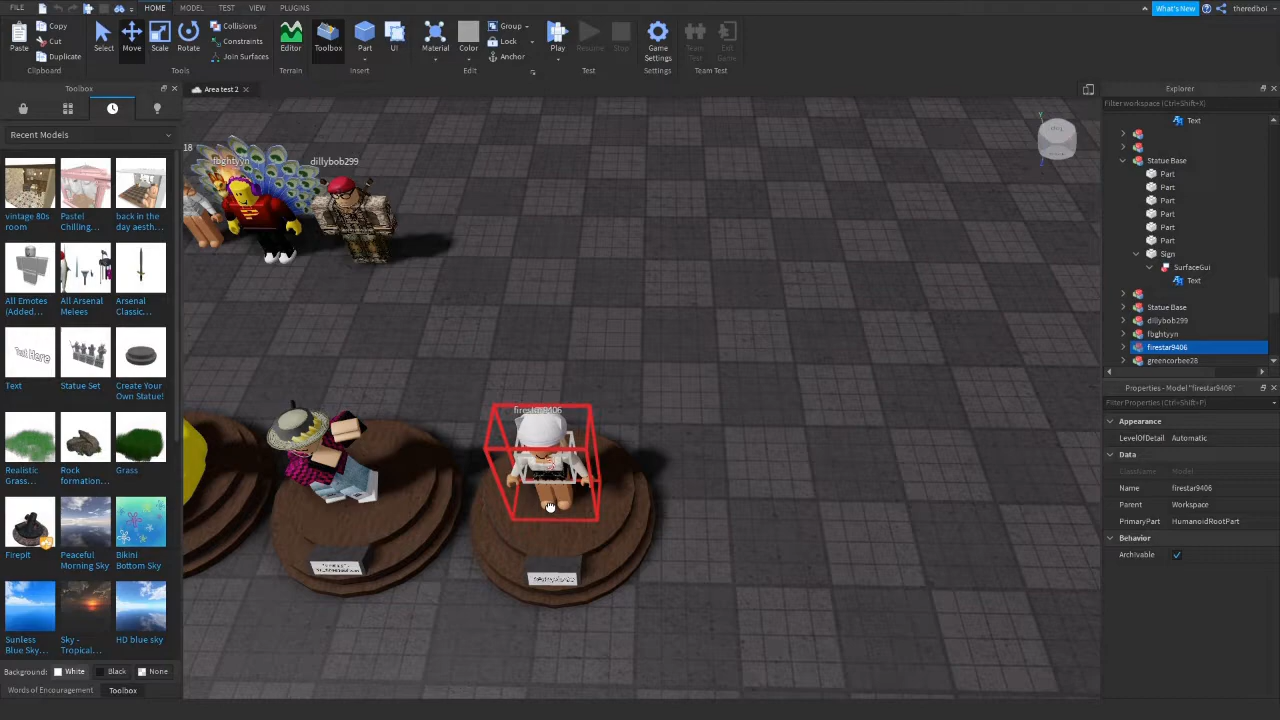 FILE HOME MODEL TEST VIEW PLUGINS What's New theredboi
Copy Collisions Group
Cut Constraints Lock
Duplicate Join Surfaces Anchor
Paste Select Move Scale Rotate Editor Toolbox Part UI Material Color Play Resume Stop Game Settings Team Test Exit Game
Clipboard Tools Terrain Insert Edit Test Settings Team Test
Toolbox
Area test 2
Explorer
Filter workspace (Ctrl+Shift+X)
Recent Models
vintage 80s room
Pastel Chilling...
back in the day aesth...
All Emotes (Added...
All Arsenal Melees
Arsenal Classic...
Text Here
Text
Statue Set
Create Your Own Statue!
Realistic Grass...
Rock formation...
Grass
Firepit
Peaceful Morning Sky
Bikini Bottom Sky
Sunless Blue Sky...
Sky - Tropical...
HD blue sky
Background: White Black None
Words of Encouragement Toolbox
18
fbghtyyn
dillybob299
firestar9406
Text
Statue Base
Part
Part
Part
Part
Part
Part
Sign
SurfaceGui
Text
Statue Base
dillybob299
fbghtyyn
firestar9406
greencorbee28
Properties - Model "firestar9406"
Filter Properties (Ctrl+Shift+P)
Appearance
LevelOfDetail Automatic
Data
ClassName Model
Name firestar9406
Parent Workspace
PrimaryPart HumanoidRootPart
Behavior
Archivable